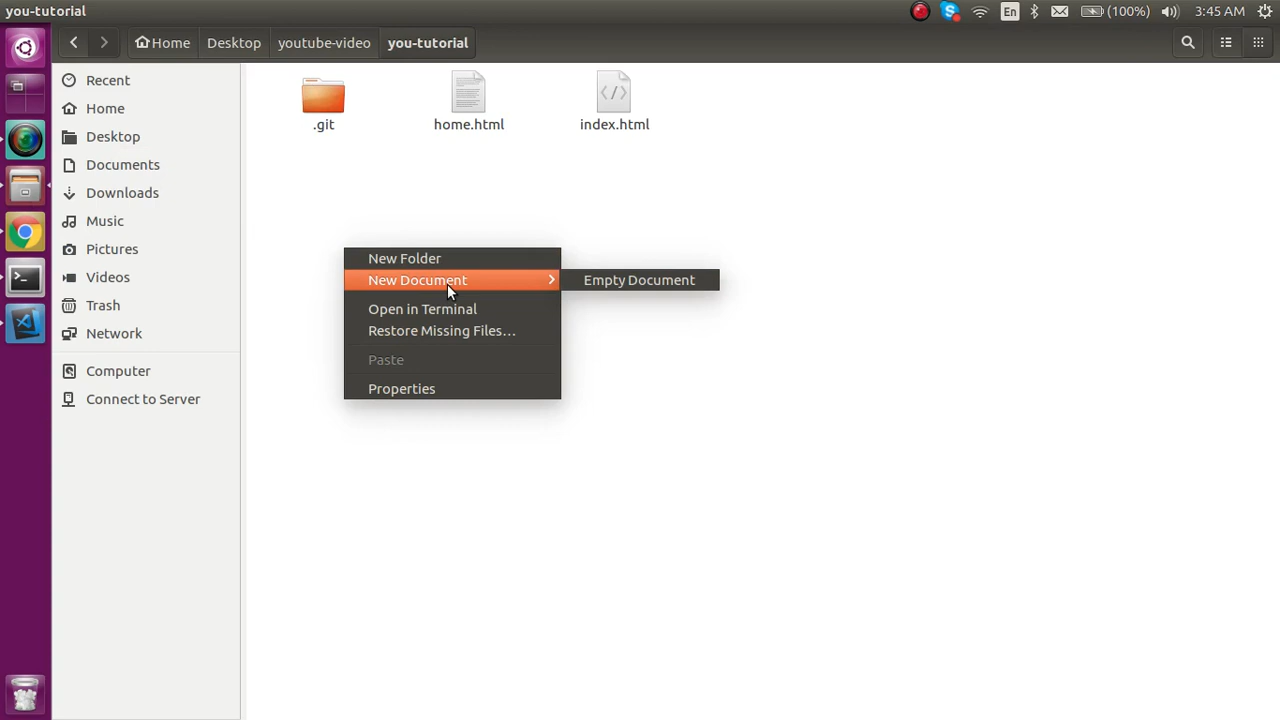 you-tutorial
En
(100%)
3:45 AM
Home
Desktop
youtube-video
you-tutorial
Recent
Home
Desktop
Documents
Downloads
Music
Pictures
Videos
Trash
Network
Computer
Connect to Server
.git
home.html
index.html
New Folder
New Document
Empty Document
Open in Terminal
Restore Missing Files…
Paste
Properties